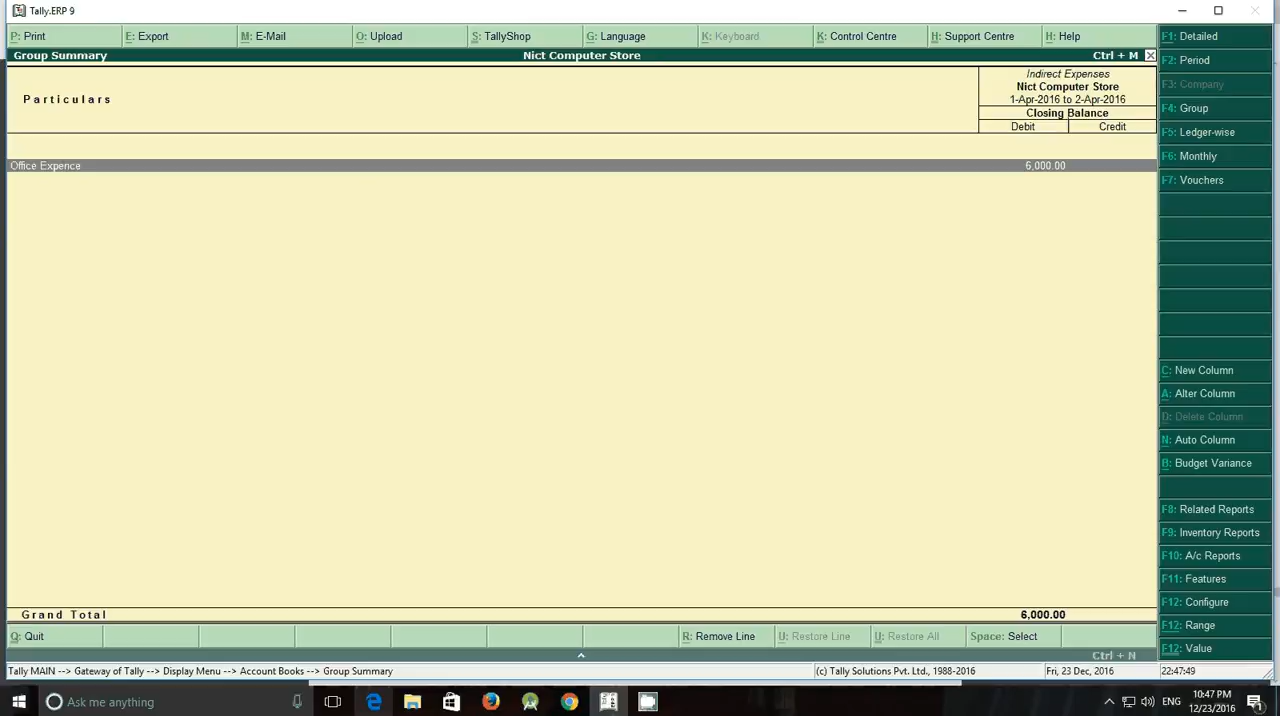 Tally.ERP 9
P: Print E: Export M: E-Mail O: Upload S: TallyShop G: Language K: Keyboard K: Control Centre H: Support Centre H: Help
Group Summary Nict Computer Store Ctrl + M
Particulars
Indirect Expenses
Nict Computer Store
1-Apr-2016 to 2-Apr-2016
Closing Balance
Debit Credit
Office Expence 6,000.00
Grand Total 6,000.00
Q: Quit R: Remove Line U: Restore Line U: Restore All Space: Select
Ctrl + N
Tally MAIN --> Gateway of Tally --> Display Menu --> Account Books --> Group Summary (c) Tally Solutions Pvt. Ltd., 1988-2016 Fri, 23 Dec, 2016 22:47:49
F1: Detailed
F2: Period
F3: Company
F4: Group
F5: Ledger-wise
F6: Monthly
F7: Vouchers
C: New Column
A: Alter Column
D: Delete Column
N: Auto Column
B: Budget Variance
F8: Related Reports
F9: Inventory Reports
F10: A/c Reports
F11: Features
F12: Configure
F12: Range
F12: Value
Ask me anything
ENG
10:47 PM
12/23/2016